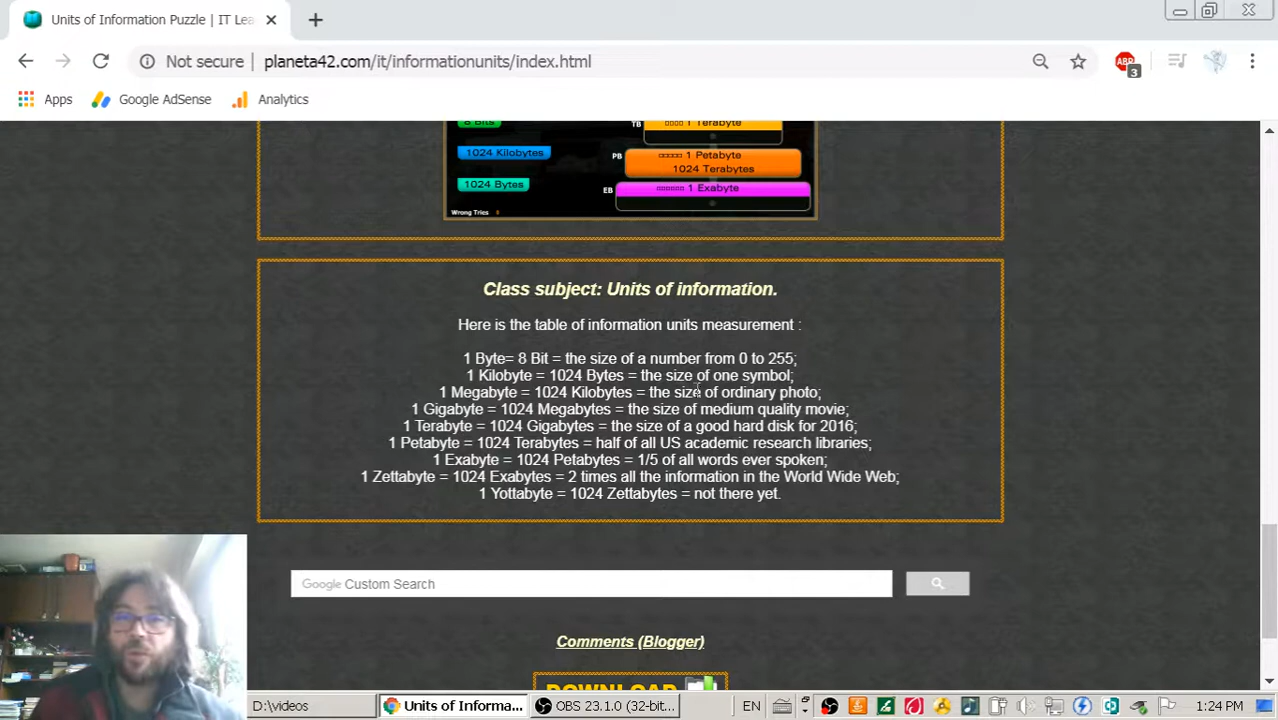 Units of Information Puzzle | IT Lea
Not secure | planeta42.com/it/informationunits/index.html
ABP
3
Apps Google AdSense Analytics
8 Bits
TB
1 Terabyte
1024 Kilobytes
PB
1 Petabyte
1024 Terabytes
1024 Bytes
EB
1 Exabyte
Wrong Tries
Class subject: Units of information.
Here is the table of information units measurement :
1 Byte= 8 Bit = the size of a number from 0 to 255;
1 Kilobyte = 1024 Bytes = the size of one symbol;
1 Megabyte = 1024 Kilobytes = the size of ordinary photo;
1 Gigabyte = 1024 Megabytes = the size of medium quality movie;
1 Terabyte = 1024 Gigabytes = the size of a good hard disk for 2016;
1 Petabyte = 1024 Terabytes = half of all US academic research libraries;
1 Exabyte = 1024 Petabytes = 1/5 of all words ever spoken;
1 Zettabyte = 1024 Exabytes = 2 times all the information in the World Wide Web;
1 Yottabyte = 1024 Zettabytes = not there yet.
Google Custom Search
Comments (Blogger)
DOWNLOAD
D:\videos
Units of Informa...
OBS 23.1.0 (32-bit...
EN
1:24 PM